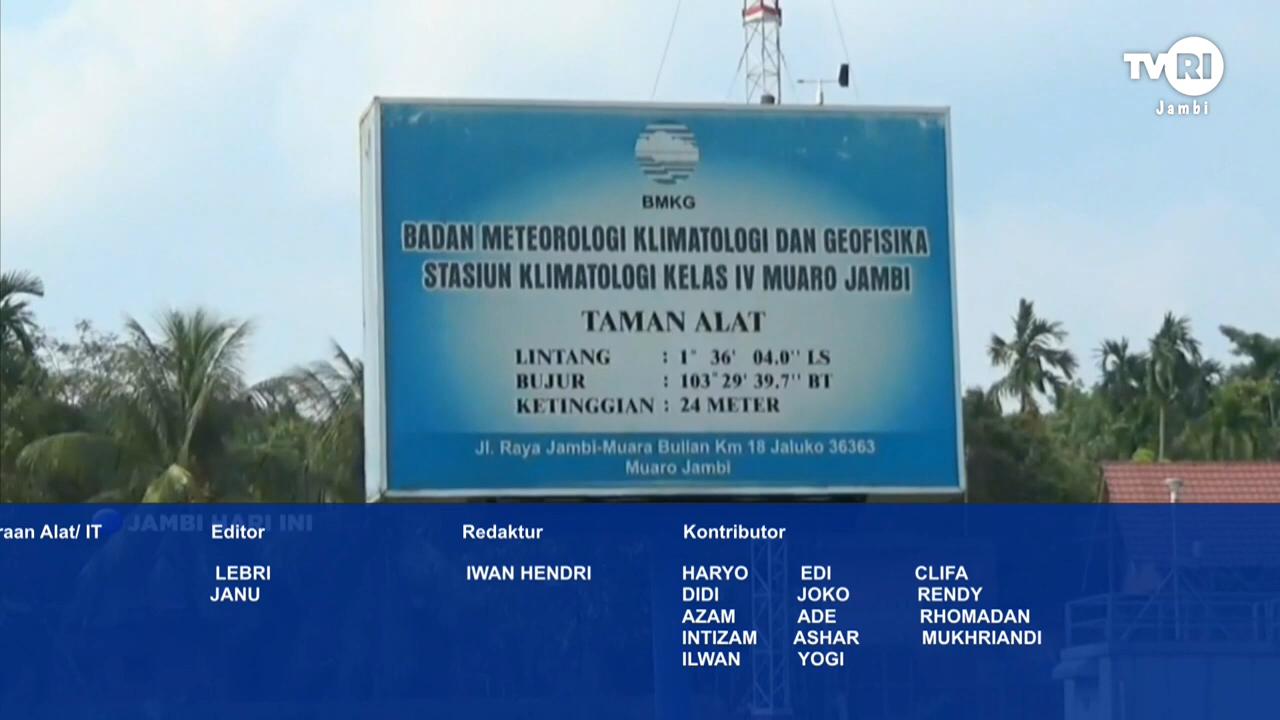 TVRI
Jambi
BMKG
BADAN METEOROLOGI KLIMATOLOGI DAN GEOFISIKA
STASIUN KLIMATOLOGI KELAS IV MUARO JAMBI
TAMAN ALAT
LINTANG : 1° 36' 04.0'' LS
BUJUR : 103° 29' 39.7'' BT
KETINGGIAN : 24 METER
Jl. Raya Jambi-Muara Bulian Km 18 Jaluko 36363
Muaro Jambi
JAMBI HARI INI
raan Alat/ IT Editor Redaktur Kontributor
LEBRI IWAN HENDRI HARYO EDI CLIFA
JANU DIDI JOKO RENDY
AZAM ADE RHOMADAN
INTIZAM ASHAR MUKHRIANDI
ILWAN YOGI